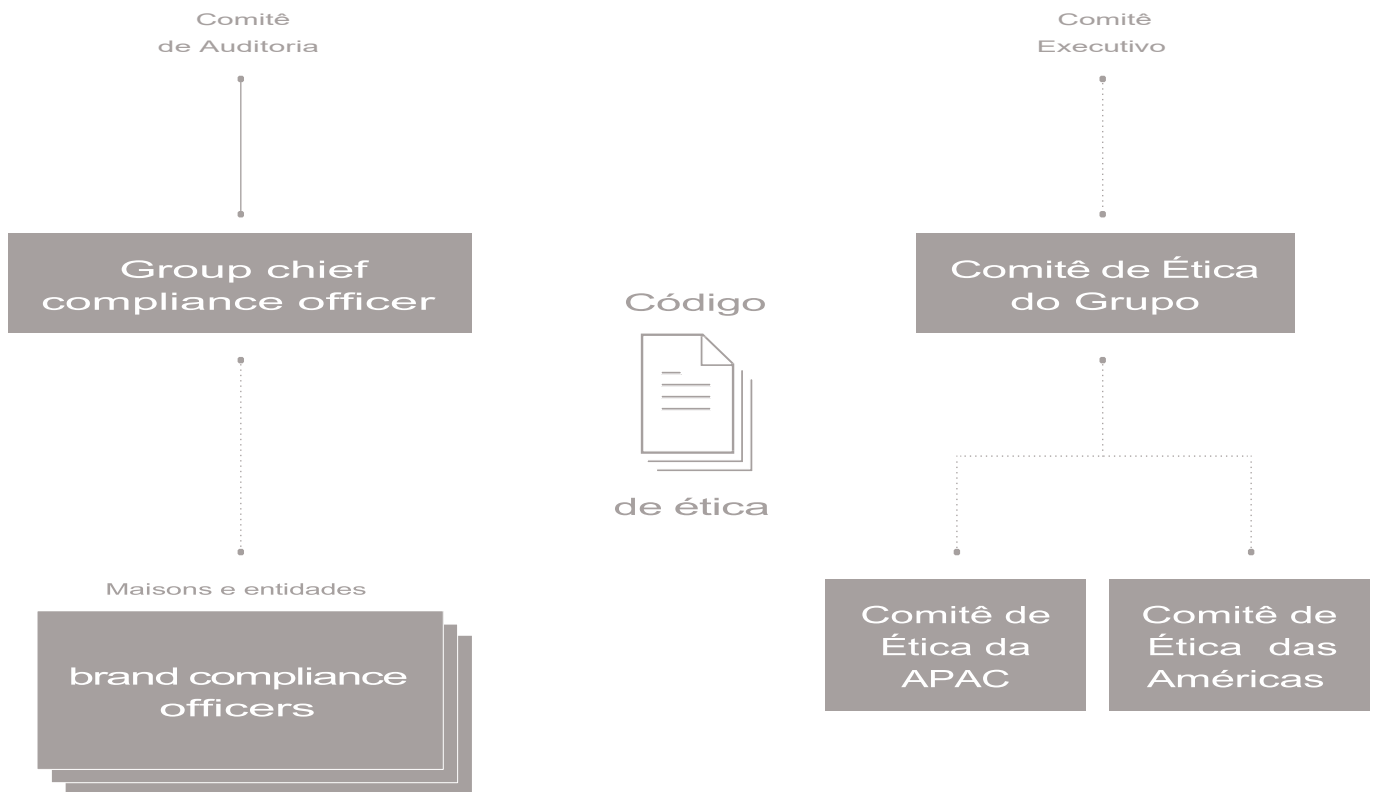 Comitê
de Auditoria
Group chief
compliance officer
Maisons e entidades
brand compliance
officers
Código
de ética
Comitê
Executivo
Comitê de Ética
do Grupo
Comitê de
Ética da
APAC
Comitê de
Ética das
Américas